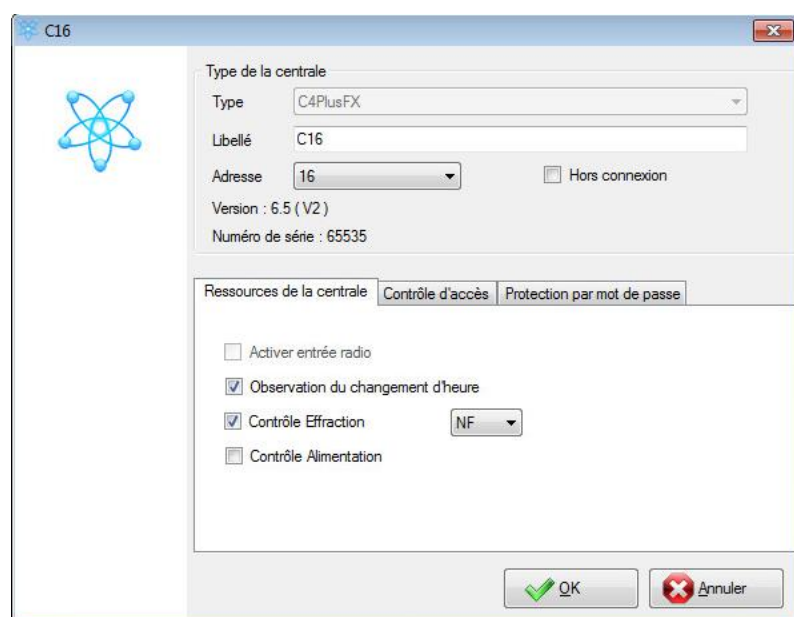 C16
Type de la centrale
Type C4PlusFX
Libellé C16
Adresse 16 Hors connexion
Version : 6.5 ( V2 )
Numéro de série : 65535
Ressources de la centrale Contrôle d'accès Protection par mot de passe
Activer entrée radio
Observation du changement d'heure
Contrôle Effraction NF
Contrôle Alimentation
OK Annuler